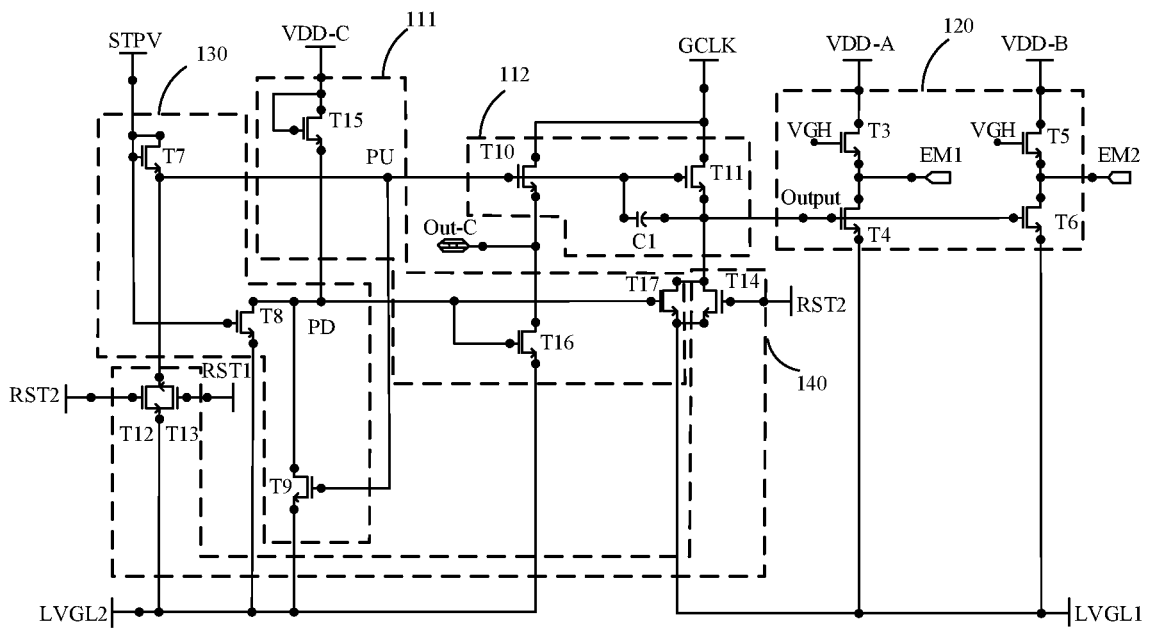 STPV
130
VDD-C
111
112
GCLK
VDD-A
120
VDD-B
T15
T7
PU
T10
T11
VGH
T3
EM1
VGH
T5
EM2
Output
Out-C
C1
T4
T6
T8
PD
T17
T14
RST2
T16
140
RST2
RST1
T12
T13
T9
LVGL2
LVGL1